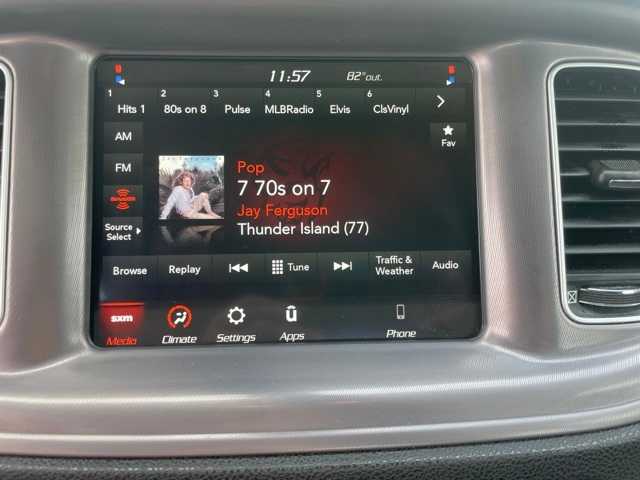 11:57 82° out.
1 2 3 4 5 6
Hits 1 80s on 8 Pulse MLBRadio Elvis ClsVinyl
AM
FM
Fav
Pop
7 70s on 7
Jay Ferguson
Thunder Island (77)
Source
Select
Browse Replay Tune Traffic &
Weather Audio
sxm
Media Climate Settings Apps Phone